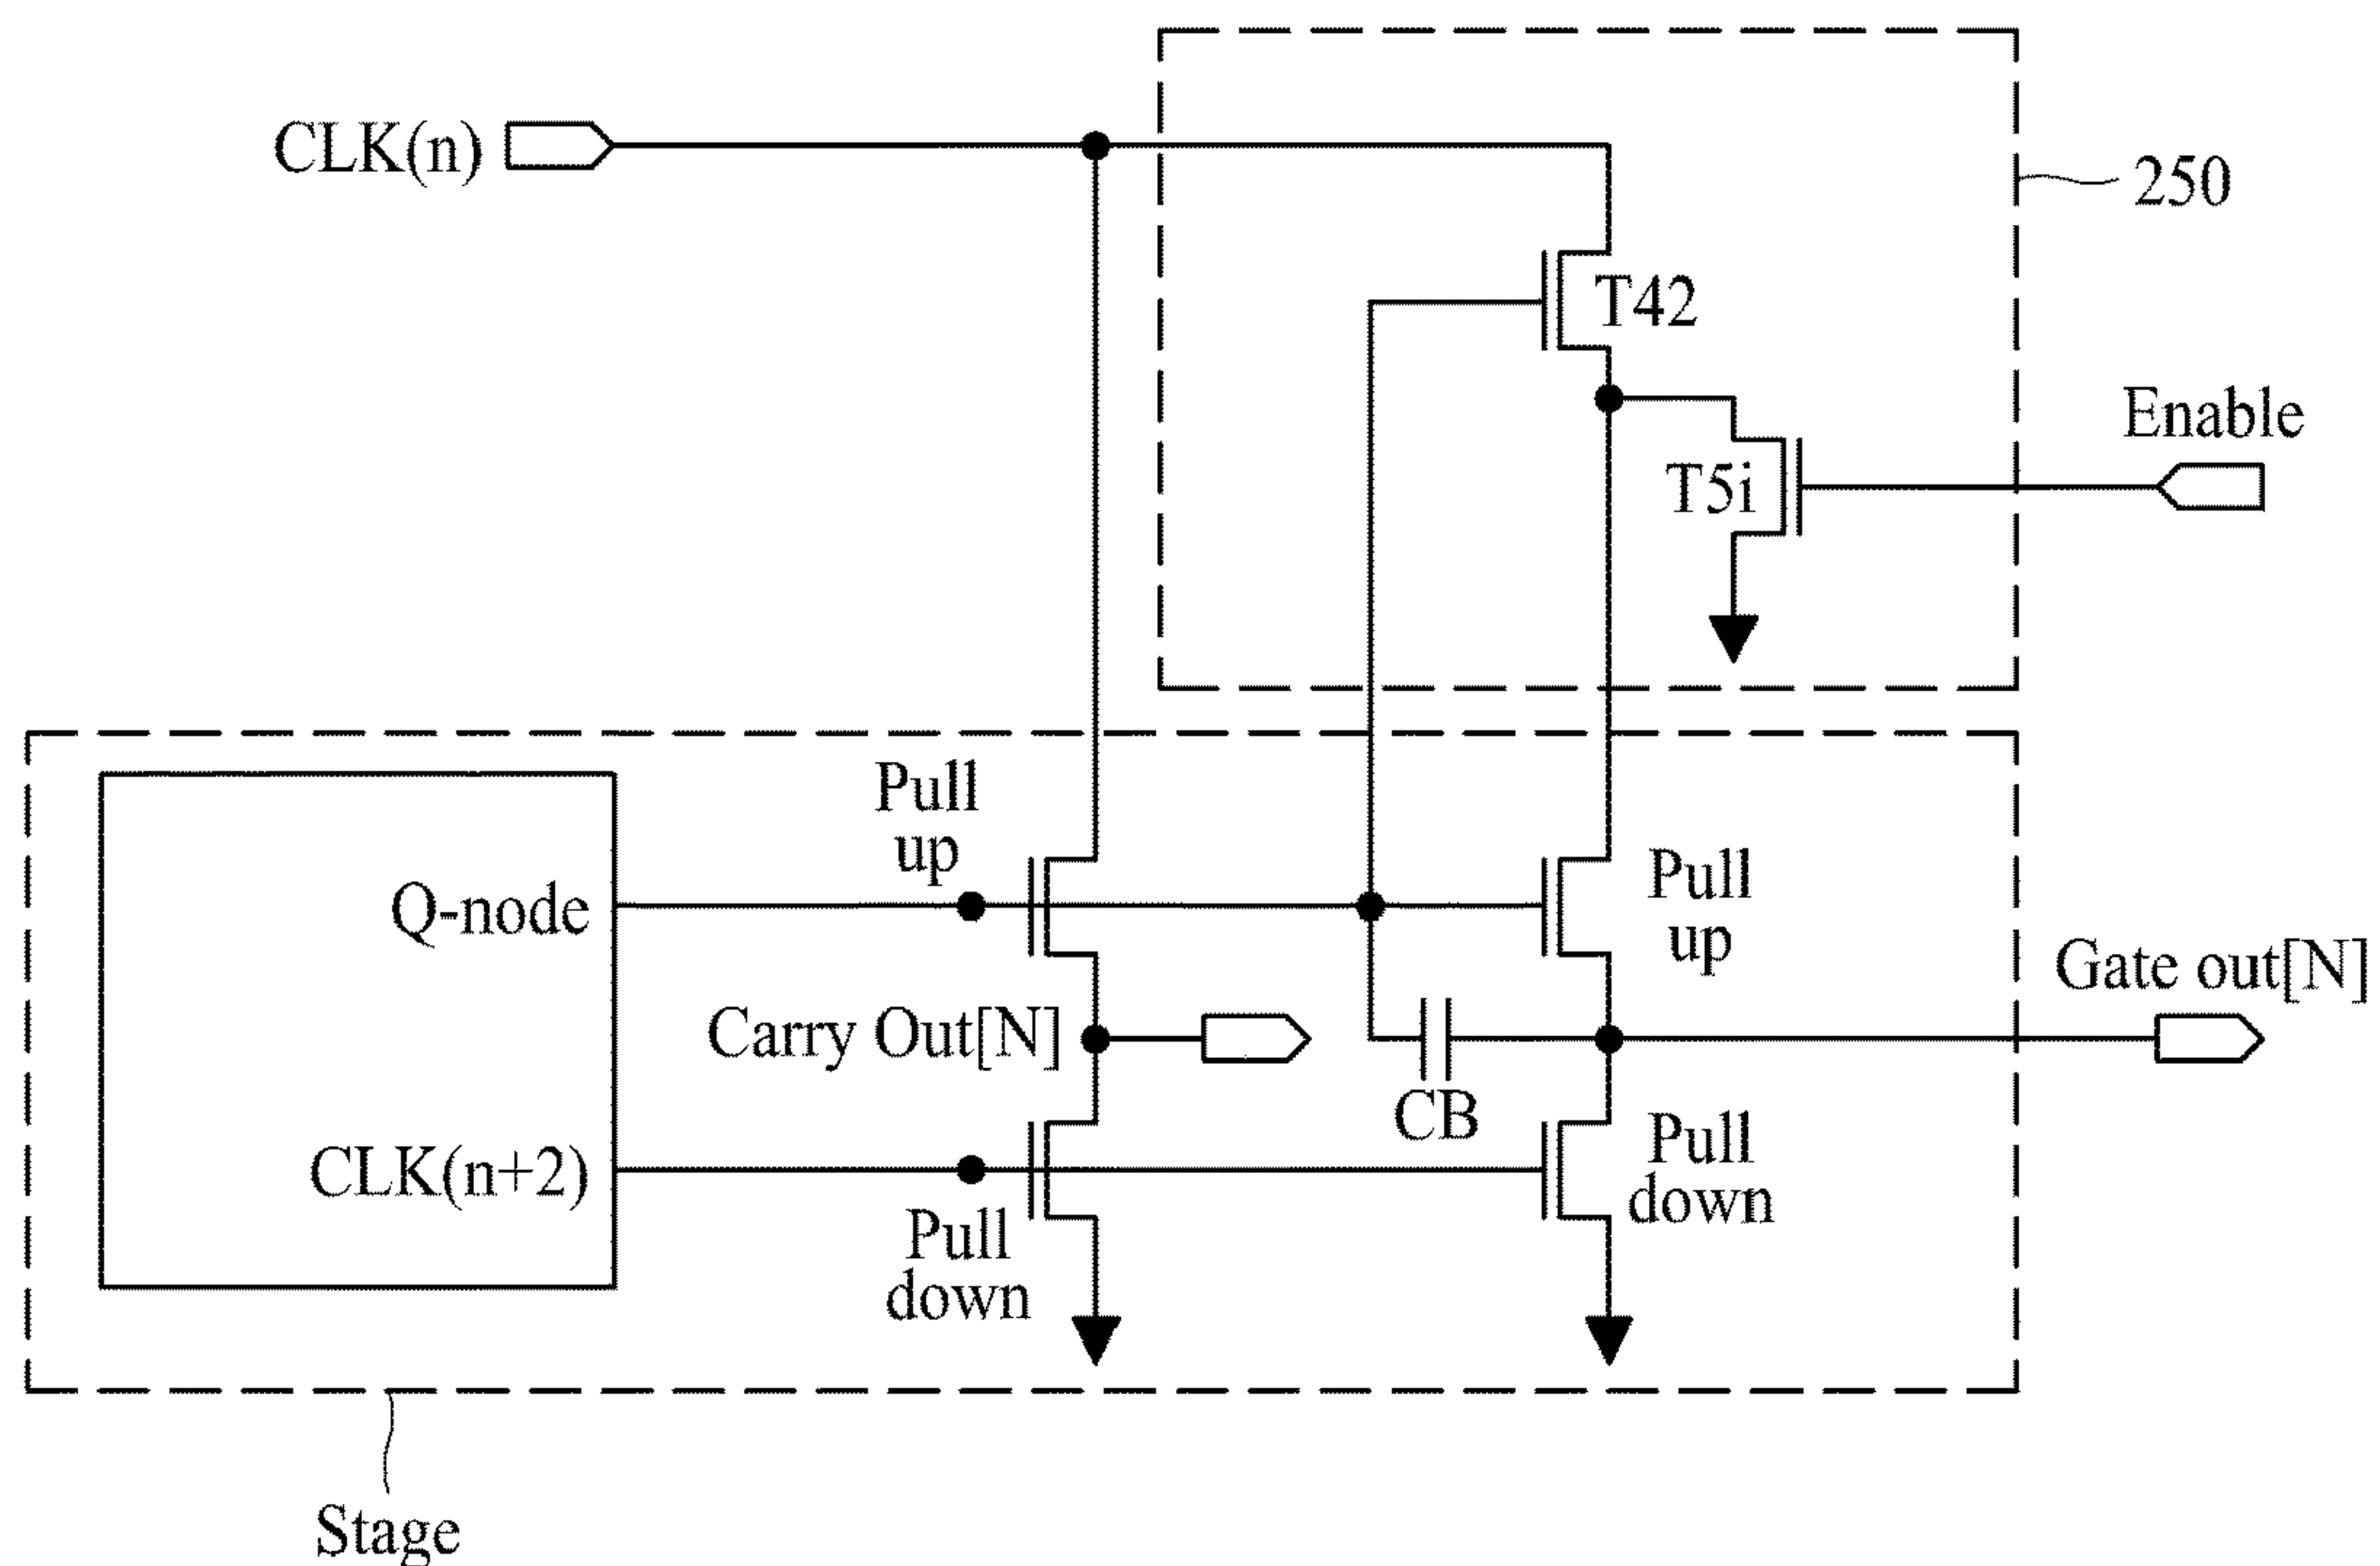 CLK(n)
250
T42
Enable
T5i
Pull
up
Q-node
Pull
up
Gate out[N]
Carry Out[N]
CB
CLK(n+2)
Pull
down
Pull
down
Stage